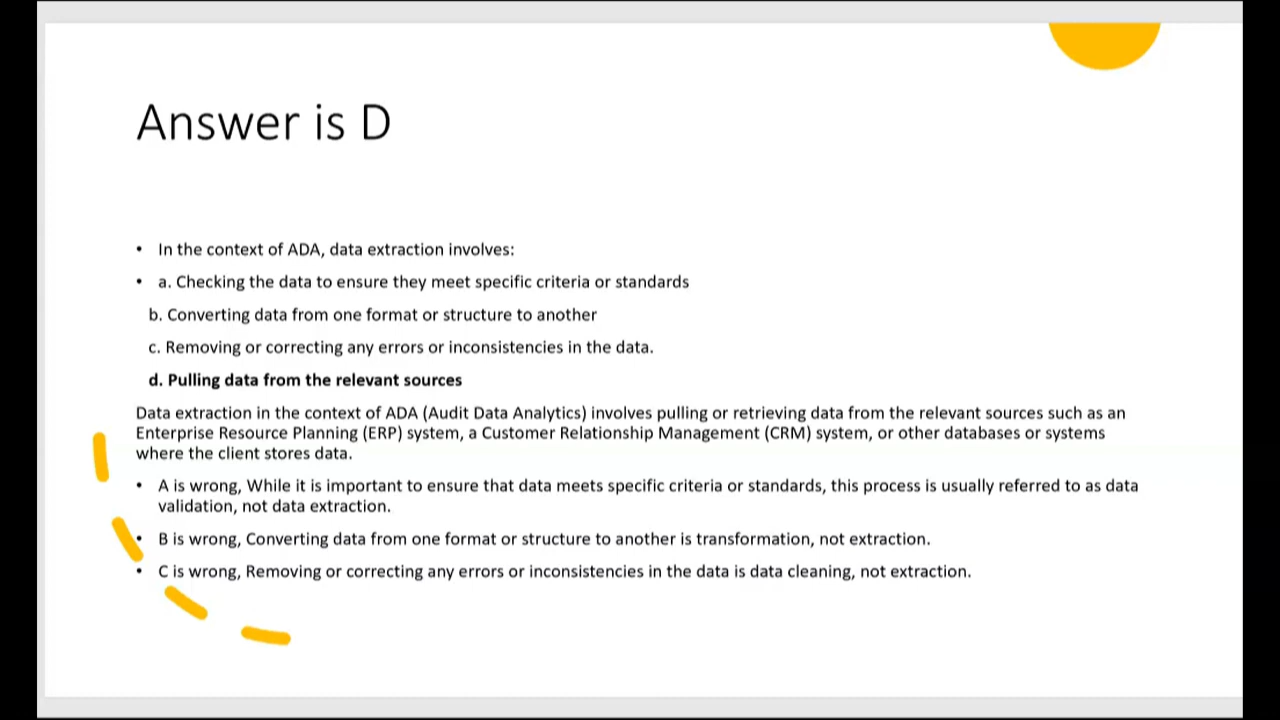 Answer is D
• In the context of ADA, data extraction involves:
• a. Checking the data to ensure they meet specific criteria or standards
b. Converting data from one format or structure to another
c. Removing or correcting any errors or inconsistencies in the data.
d. Pulling data from the relevant sources
Data extraction in the context of ADA (Audit Data Analytics) involves pulling or retrieving data from the relevant sources such as an
Enterprise Resource Planning (ERP) system, a Customer Relationship Management (CRM) system, or other databases or systems
where the client stores data.
• A is wrong, While it is important to ensure that data meets specific criteria or standards, this process is usually referred to as data
validation, not data extraction.
• B is wrong, Converting data from one format or structure to another is transformation, not extraction.
• C is wrong, Removing or correcting any errors or inconsistencies in the data is data cleaning, not extraction.